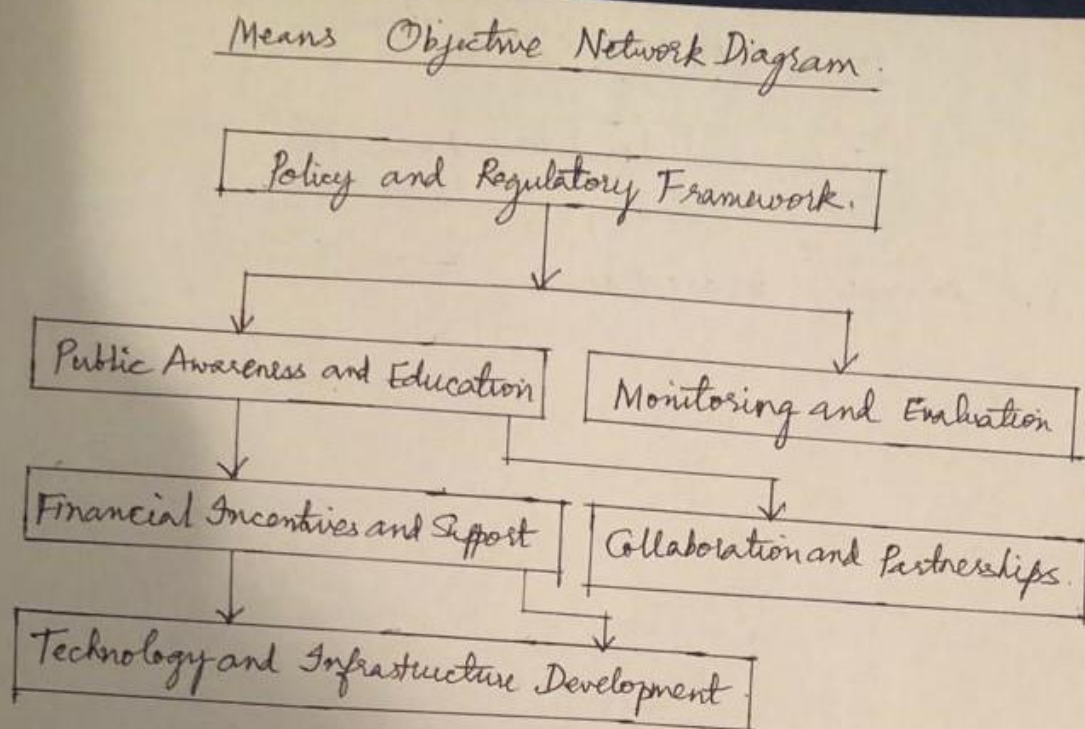 Means Objective Network Diagram.
Policy and Regulatory Framework.
Public Awareness and Education
Monitoring and Evaluation
Financial Incentives and Support
Collaboration and Partnerships.
Technology and Infrastructure Development